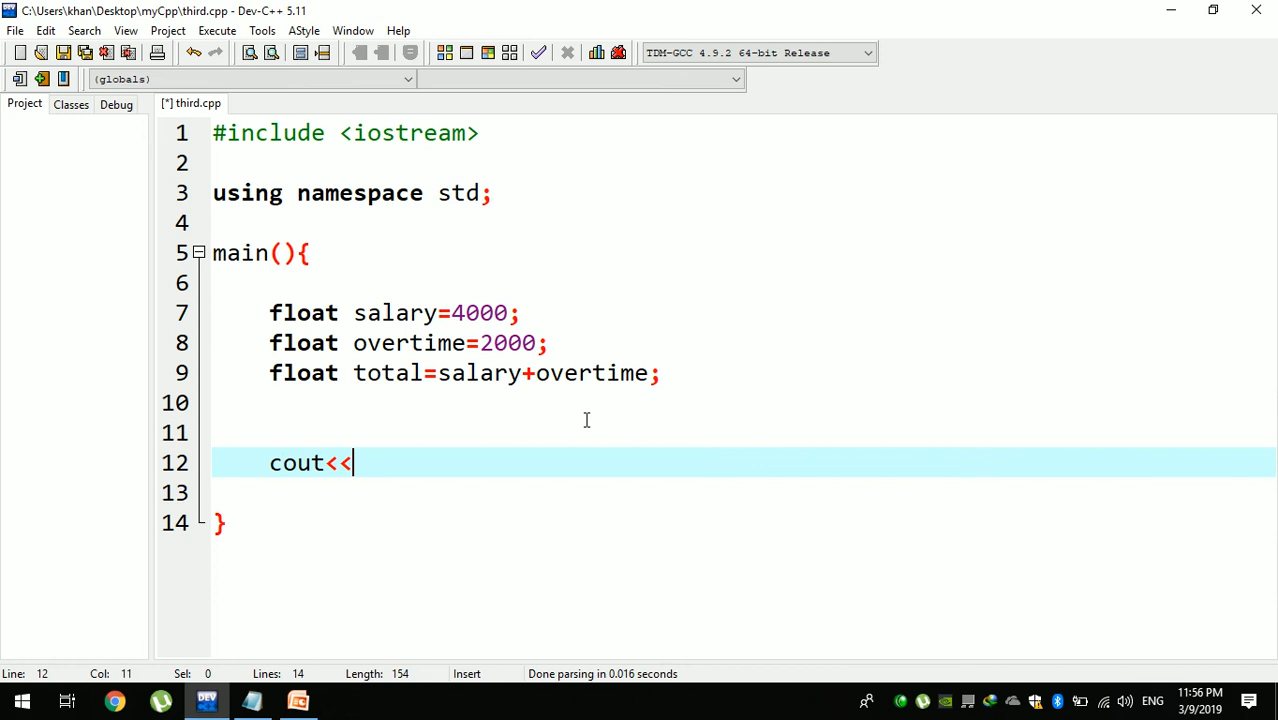 C:\Users\khan\Desktop\myCpp\third.cpp - Dev-C++ 5.11
File Edit Search View Project Execute Tools AStyle Window Help
TDM-GCC 4.9.2 64-bit Release
(globals)
Project Classes Debug [*] third.cpp
1 #include <iostream>
2
3 using namespace std;
4
5 main(){
6
7 float salary=4000;
8 float overtime=2000;
9 float total=salary+overtime;
10
11
12 cout<<
13
14 }
Line: 12 Col: 11 Sel: 0 Lines: 14 Length: 154 Insert Done parsing in 0.016 seconds
DEV ENG 11:56 PM
3/9/2019